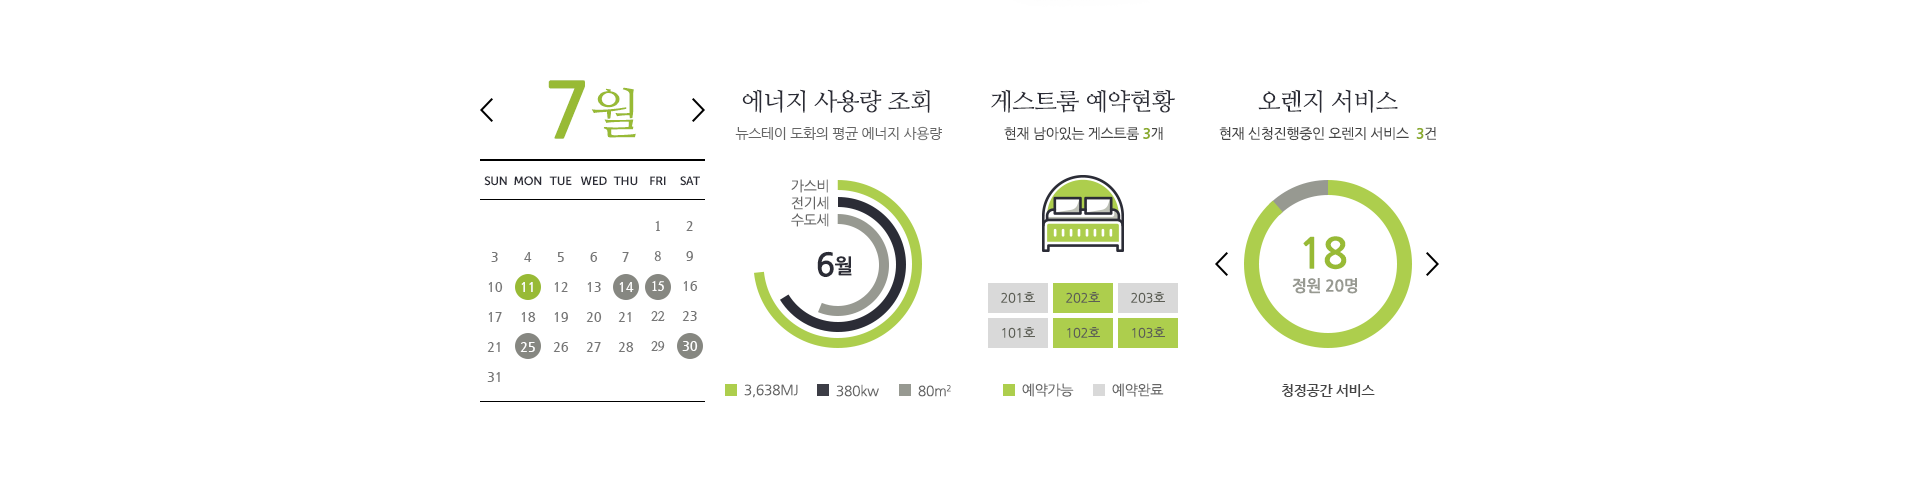 7월
SUN MON TUE WED THU FRI SAT
1 2
3 4 5 6 7 8 9
10 11 12 13 14 15 16
17 18 19 20 21 22 23
21 25 26 27 28 29 30
31
에너지 사용량 조회
뉴스테이 도화의 평균 에너지 사용량
가스비
전기세
수도세
6월
3,638MJ 380kw 80m²
게스트룸 예약현황
현재 남아있는 게스트룸 3개
201호 202호 203호
101호 102호 103호
예약가능 예약완료
오렌지 서비스
현재 신청진행중인 오렌지 서비스 3건
18
정원 20명
청정공간 서비스